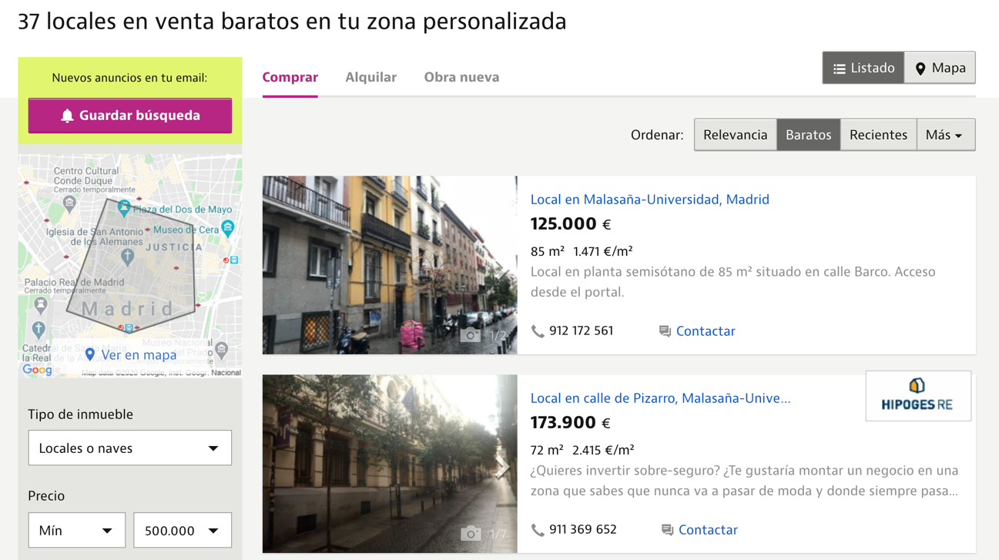 37 locales en venta baratos en tu zona personalizada
Nuevos anuncios en tu email:
Guardar búsqueda
Comprar
Alquilar
Obra nueva
Listado
Mapa
Ordenar:
Relevancia
Baratos
Recientes
Más
Centro Cultural
Conde Duque
Cerrado temporalmente
Plaza del Dos de Mayo
Iglesia de San Antonio
de los Alemanes
Museo de Cera
JUSTICIA
Palacio Real de Madrid
Cerrado temporalmente
Madrid
Museo Nacional
del Prado
Catedral de Santa María
la Real de la
Ver en mapa
Google
Map data ©2020 Google, Inst. Geogr. Nacional
Tipo de inmueble
Locales o naves
Precio
Mín
500.000
Local en Malasaña-Universidad, Madrid
125.000 €
85 m² 1.471 €/m²
Local en planta semisótano de 85 m² situado en calle Barco. Acceso
desde el portal.
912 172 561
Contactar
1/2
Local en calle de Pizarro, Malasaña-Unive...
HIPOGES RE
173.900 €
72 m² 2.415 €/m²
¿Quieres invertir sobre-seguro? ¿Te gustaría montar un negocio en una
zona que sabes que nunca va a pasar de moda y donde siempre pasa...
911 369 652
Contactar
1/7